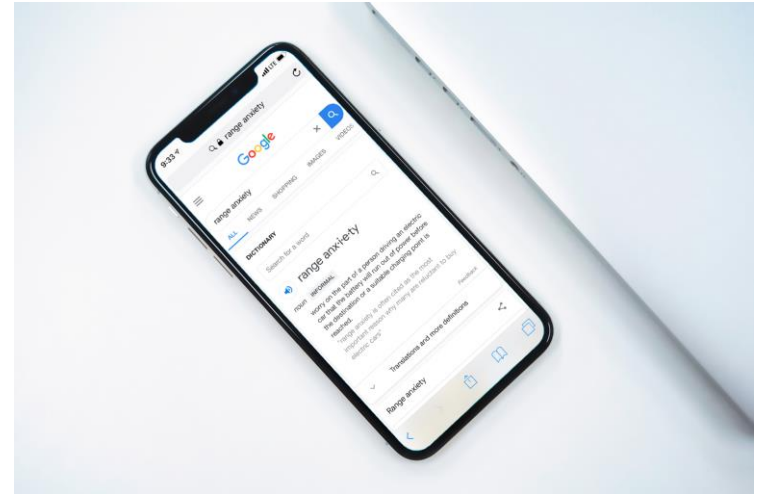 9:33
LTE
range anxiety
Google
range anxiety
ALL NEWS SHOPPING IMAGES VIDEOS
DICTIONARY
Search for a word
range anx·i·e·ty
noun INFORMAL
worry on the part of a person driving an electric
car that the battery will run out of power before
the destination or a suitable charging point is
reached.
"range anxiety is often cited as the most
important reason why many are reluctant to buy
electric cars"
Feedback
Translations and more definitions
Range anxiety